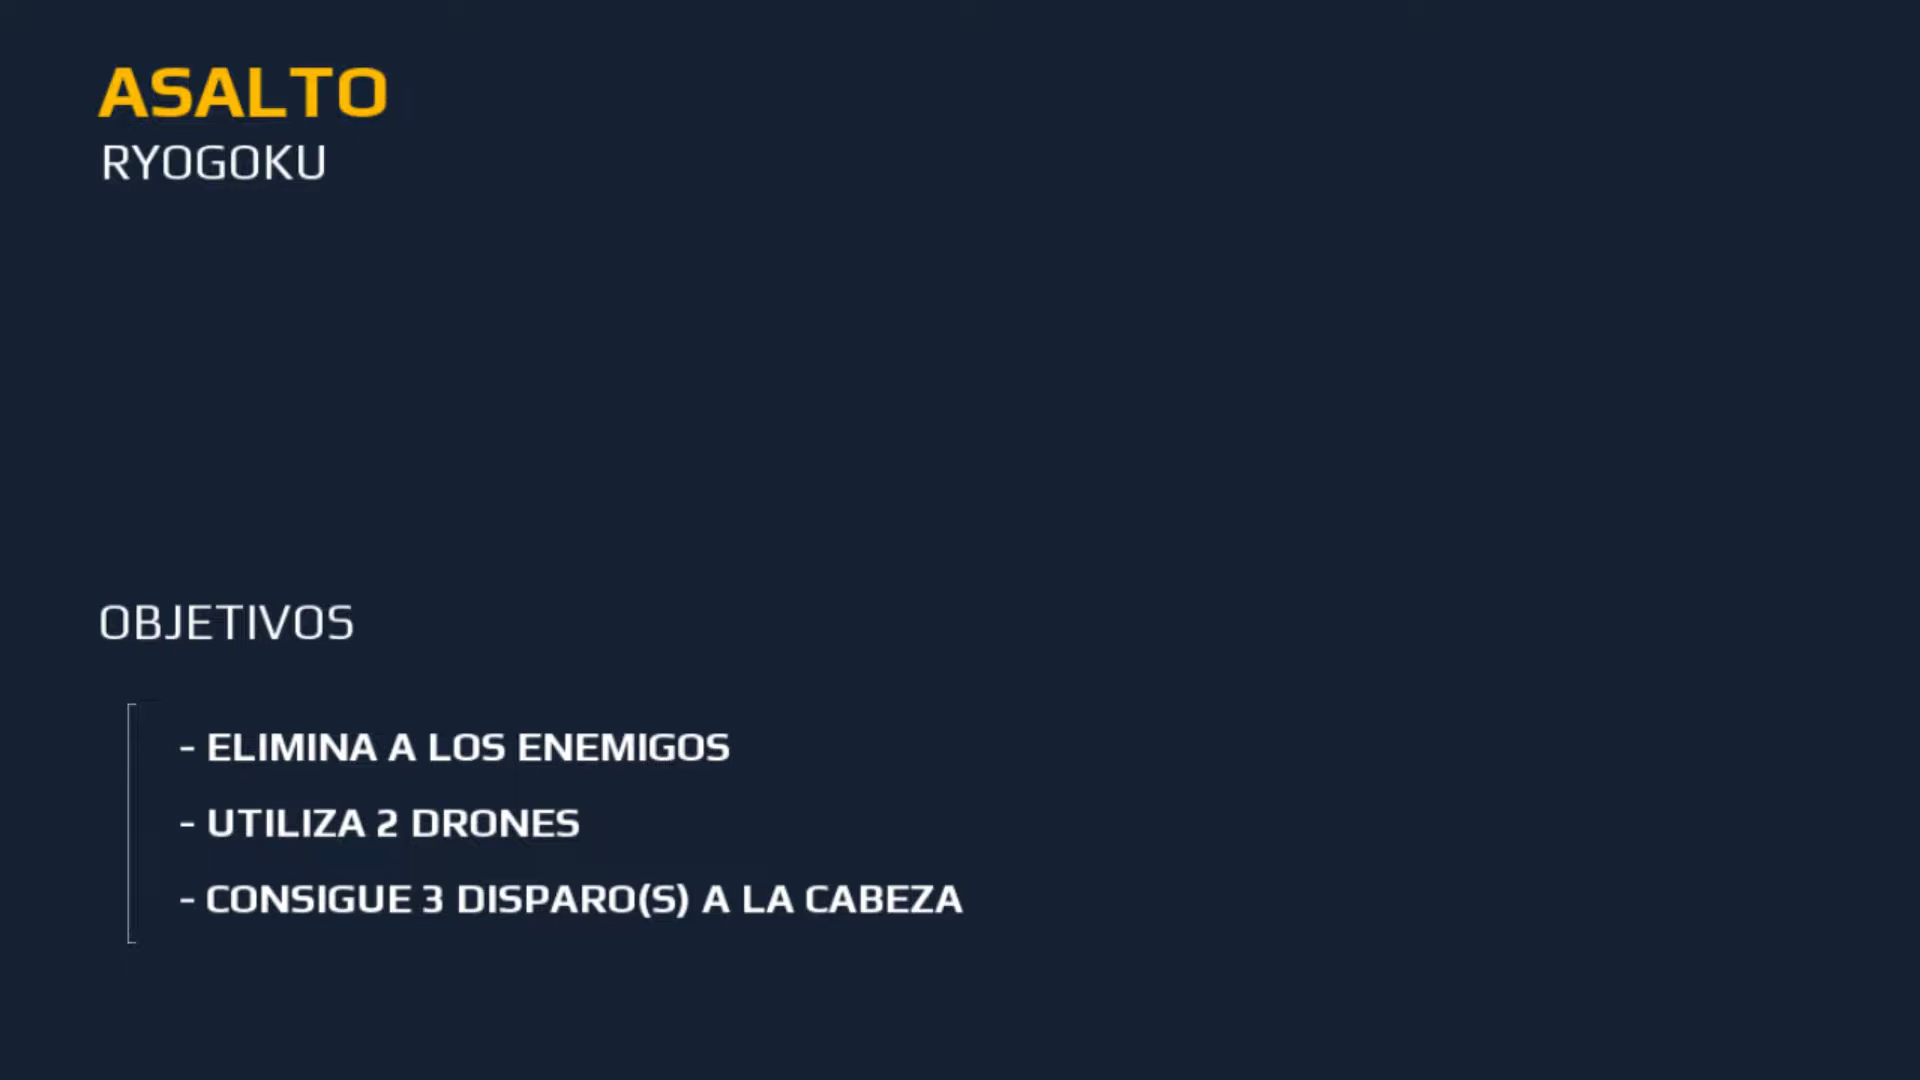 ASALTO
RYOGOKU
OBJETIVOS
- ELIMINA A LOS ENEMIGOS
- UTILIZA 2 DRONES
- CONSIGUE 3 DISPARO(S) A LA CABEZA